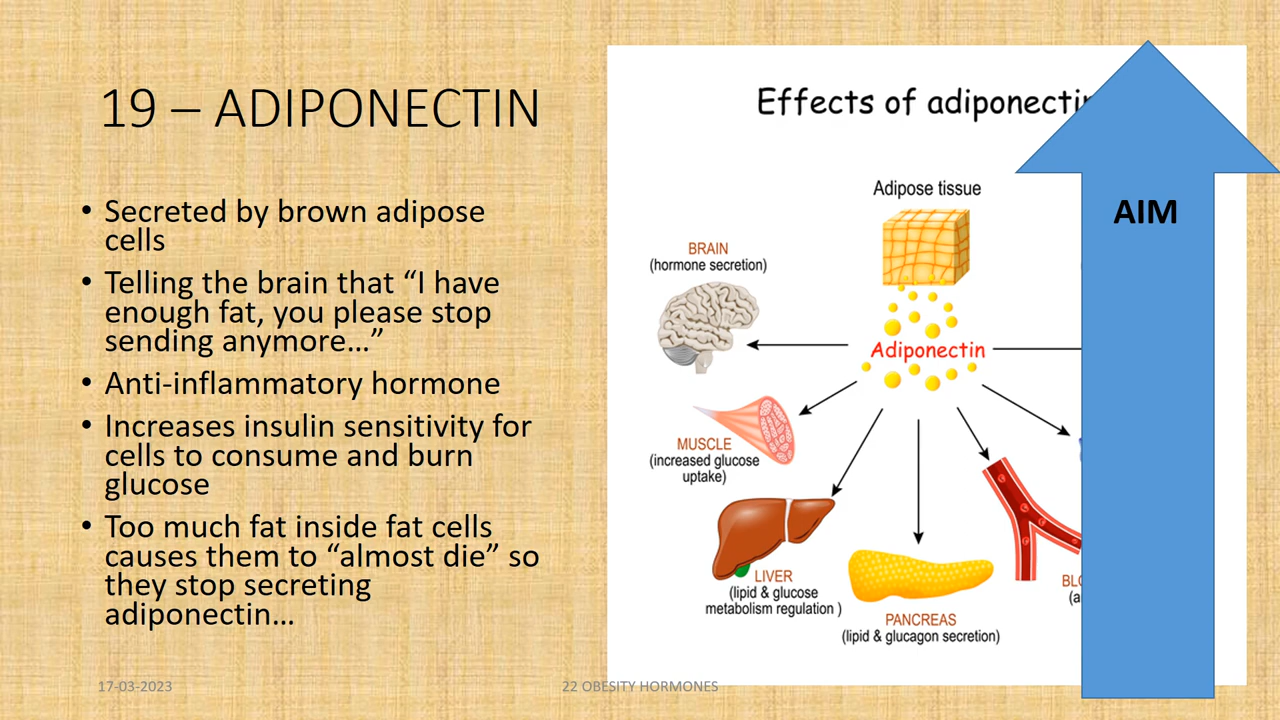 19 – ADIPONECTIN
• Secreted by brown adipose
cells
• Telling the brain that “I have
enough fat, you please stop
sending anymore…”
• Anti-inflammatory hormone
• Increases insulin sensitivity for
cells to consume and burn
glucose
• Too much fat inside fat cells
causes them to “almost die” so
they stop secreting
adiponectin…
Effects of adiponectin
AIM
Adipose tissue
BRAIN
(hormone secretion)
Adiponectin
MUSCLE
(increased glucose
uptake)
LIVER
(lipid & glucose
metabolism regulation )
PANCREAS
(lipid & glucagon secretion)
17-03-2023
22 OBESITY HORMONES